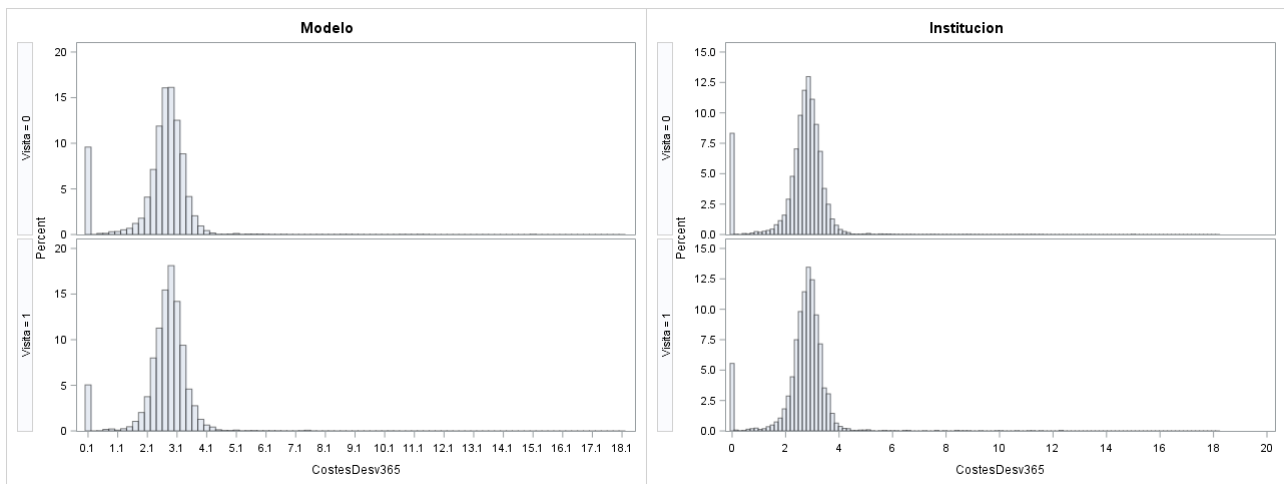 Modelo
20
15
10
5
0
Visita = 0
Percent
20
15
10
5
0
Visita = 1
0.1 1.1 2.1 3.1 4.1 5.1 6.1 7.1 8.1 9.1 10.1 11.1 12.1 13.1 14.1 15.1 16.1 17.1 18.1
CostesDesv365
Institucion
15.0
12.5
10.0
7.5
5.0
2.5
0.0
Visita = 0
Percent
15.0
12.5
10.0
7.5
5.0
2.5
0.0
Visita = 1
0 2 4 6 8 10 12 14 16 18 20
CostesDesv365